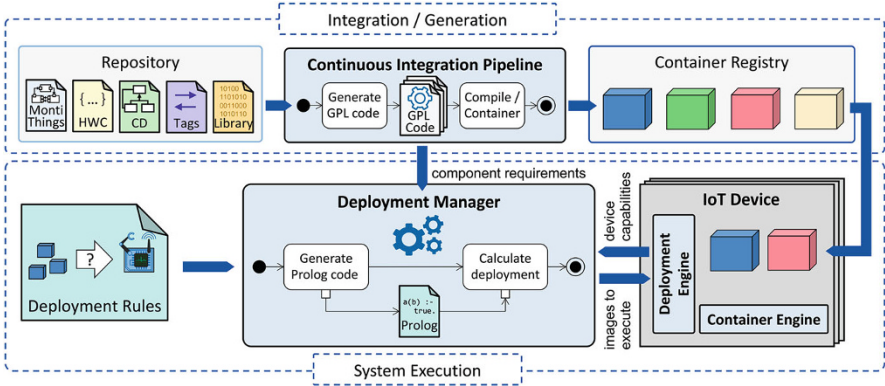 Integration / Generation
Repository
Monti
Things
{ ... }
HWC
CD
Tags
10100
1101010
0011000
1010110
Library
Continuous Integration Pipeline
Generate
GPL code
GPL
Code
Compile /
Container
Container Registry
component requirements
Deployment Rules
?
Deployment Manager
Generate
Prolog code
a(b) :-
true.
Prolog
Calculate
deployment
device
capabilities
images to
execute
IoT Device
Deployment
Engine
Container Engine
System Execution